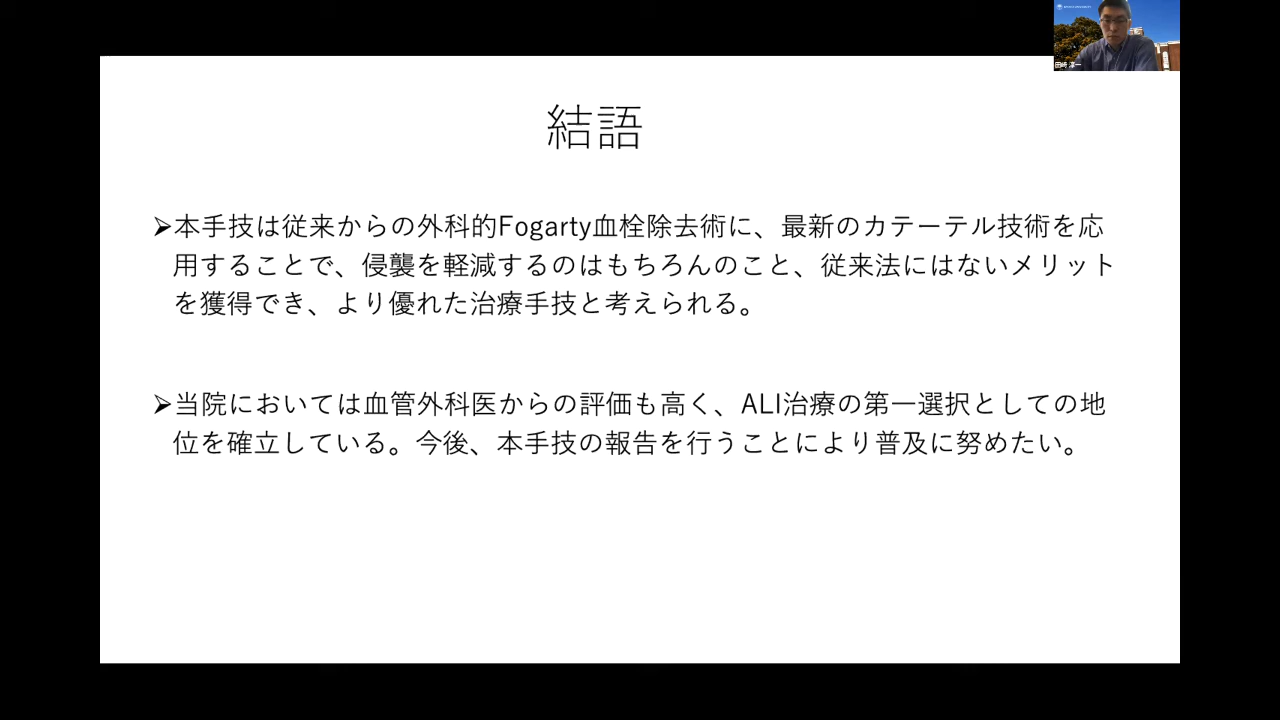 結語
➢本手技は従来からの外科的Fogarty血栓除去術に、最新のカテーテル技術を応
用することで、侵襲を軽減するのはもちろんのこと、従来法にはないメリット
を獲得でき、より優れた治療手技と考えられる。
➢当院においては血管外科医からの評価も高く、ALI治療の第一選択としての地
位を確立している。今後、本手技の報告を行うことにより普及に努めたい。